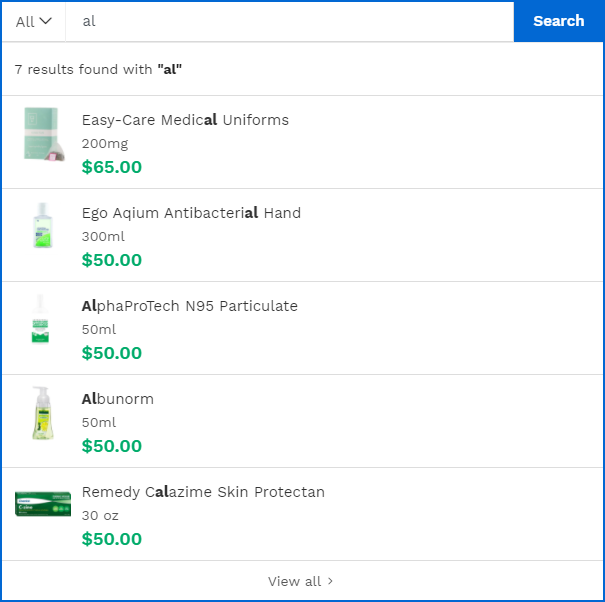 All al Search
7 results found with "al"
Easy-Care Medical Uniforms
200mg
$65.00
Ego Aqium Antibacterial Hand
300ml
$50.00
AlphaProTech N95 Particulate
50ml
$50.00
Albunorm
50ml
$50.00
Remedy Calazime Skin Protectan
30 oz
$50.00
View all